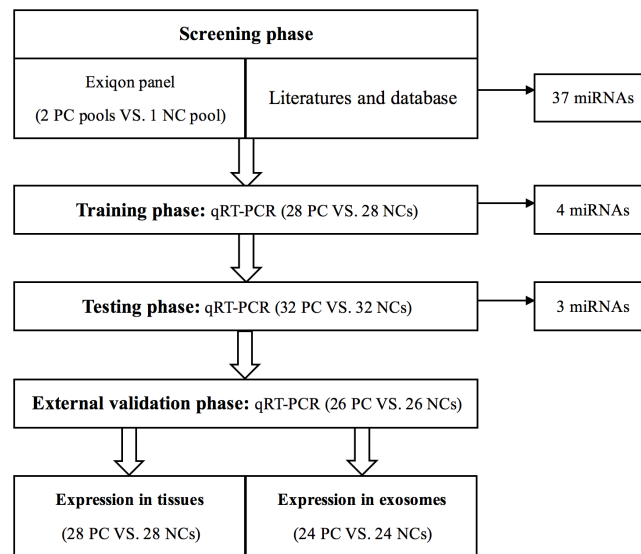 Screening phase
Exiqon panel
(2 PC pools VS. 1 NC pool)
Literatures and database
37 miRNAs
Training phase: qRT-PCR (28 PC VS. 28 NCs)
4 miRNAs
Testing phase: qRT-PCR (32 PC VS. 32 NCs)
3 miRNAs
External validation phase: qRT-PCR (26 PC VS. 26 NCs)
Expression in tissues
(28 PC VS. 28 NCs)
Expression in exosomes
(24 PC VS. 24 NCs)